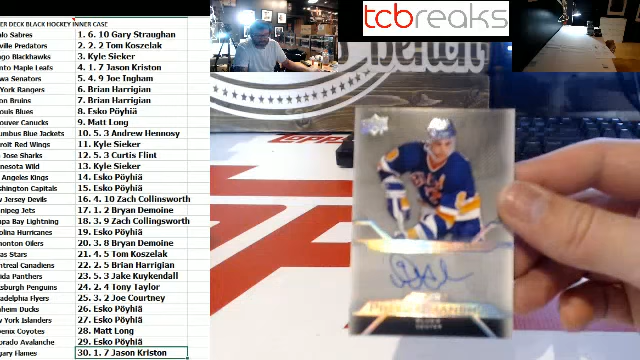 ER DECK BLACK HOCKEY INNER CASE
alo Sabres 1. 6. 10 Gary Straughan
ville Predators 2. 2. 2 Tom Koszelak
ago Blackhawks 3. Kyle Sieker
nto Maple Leafs 4. 1. 7 Jason Kriston
wa Senators 5. 4. 9 Joe Ingham
York Rangers 6. Brian Harrigian
on Bruins 7. Brian Harrigian
ouis Blues 8. Esko Pöyhiä
ouver Canucks 9. Matt Long
umbus Blue Jackets 10. 5. 3 Andrew Hennosy
roit Red Wings 11. Kyle Sieker
Jose Sharks 12. 5. 3 Curtis Flint
nesota Wild 13. Kyle Sieker
Angeles Kings 14. Esko Pöyhiä
shington Capitals 15. Esko Pöyhiä
Jersey Devils 16. 4. 10 Zach Collinsworth
nipeg Jets 17. 1. 2 Bryan Demoine
pa Bay Lightning 18. 3. 9 Zach Collingsworth
olina Hurricanes 19. Esko Pöyhiä
monton Oilers 20. 3. 8 Bryan Demoine
as Stars 21. 4. 5 Tom Koszelak
ntreal Canadiens 22. 2. 5 Brian Harrigian
ida Panthers 23. 5. 3 Jake Kuykendall
sburgh Penguins 24. 2. 4 Tony Taylor
adelphia Flyers 25. 3. 2 Joe Courtney
heim Ducks 26. Esko Pöyhiä
York Islanders 27. Esko Pöyhiä
enix Coyotes 28. Matt Long
orado Avalanche 29. Esko Pöyhiä
gary Flames 30. 1. 7 Jason Kriston
tcbreaks
BLUES
CENTER